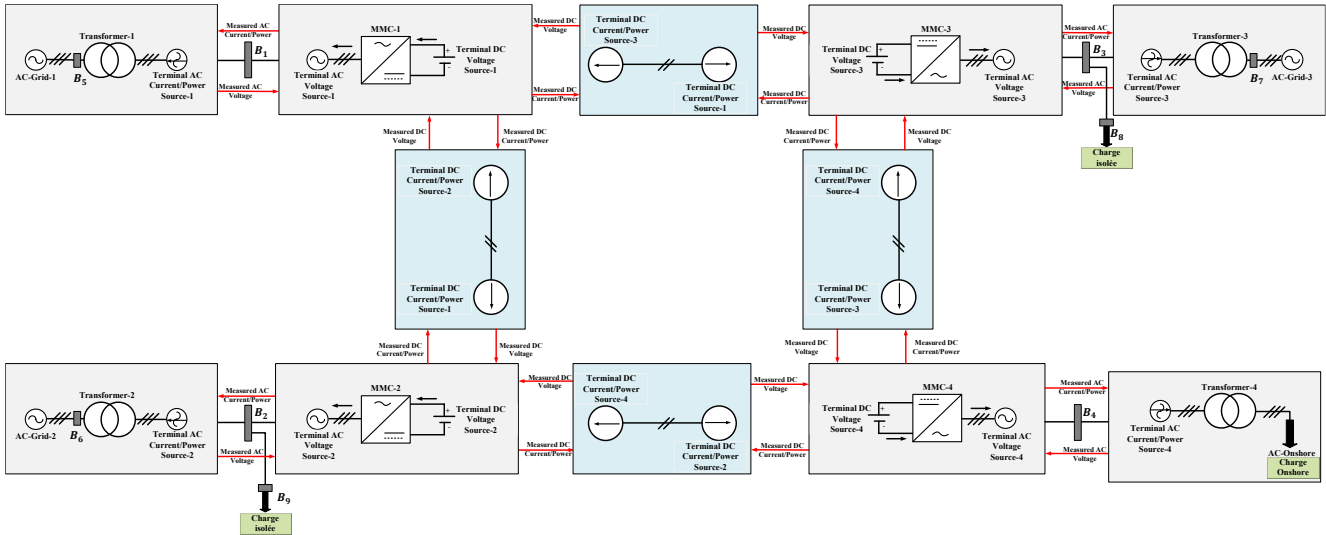 Transformer-1
AC-Grid-1
B5
Terminal AC
Current/Power
Source-1
Measured AC
Current/Power
B1
Measured AC
Voltage
MMC-1
Terminal AC
Voltage
Source-1
Terminal DC
Voltage
Source-1
Measured DC
Voltage
Measured DC
Current/Power
Terminal DC
Current/Power
Source-3
Terminal DC
Current/Power
Source-1
Measured DC
Voltage
Measured DC
Current/Power
MMC-3
Terminal DC
Voltage
Source-3
Terminal AC
Voltage
Source-3
Measured AC
Current/Power
B3
Measured AC
Voltage
B8
Charge
isolée
Transformer-3
B7
AC-Grid-3
Terminal AC
Current/Power
Source-3
Measured DC
Voltage
Measured DC
Current/Power
Terminal DC
Current/Power
Source-2
Terminal DC
Current/Power
Source-1
Measured DC
Current/Power
Measured DC
Voltage
Measured DC
Current/Power
Measured DC
Voltage
Terminal DC
Current/Power
Source-4
Terminal DC
Current/Power
Source-3
Measured DC
Voltage
Measured DC
Current/Power
Transformer-2
AC-Grid-2
B6
Terminal AC
Current/Power
Source-2
Measured AC
Current/Power
B2
Measured AC
Voltage
B9
Charge
isolée
MMC-2
Terminal AC
Voltage
Source-2
Terminal DC
Voltage
Source-2
Measured DC
Voltage
Measured DC
Current/Power
Terminal DC
Current/Power
Source-4
Terminal DC
Current/Power
Source-2
Measured DC
Voltage
Measured DC
Current/Power
MMC-4
Terminal DC
Voltage
Source-4
Terminal AC
Voltage
Source-4
Measured AC
Current/Power
B4
Measured AC
Voltage
Transformer-4
Terminal AC
Current/Power
Source-4
AC-Onshore
Charge
Onshore